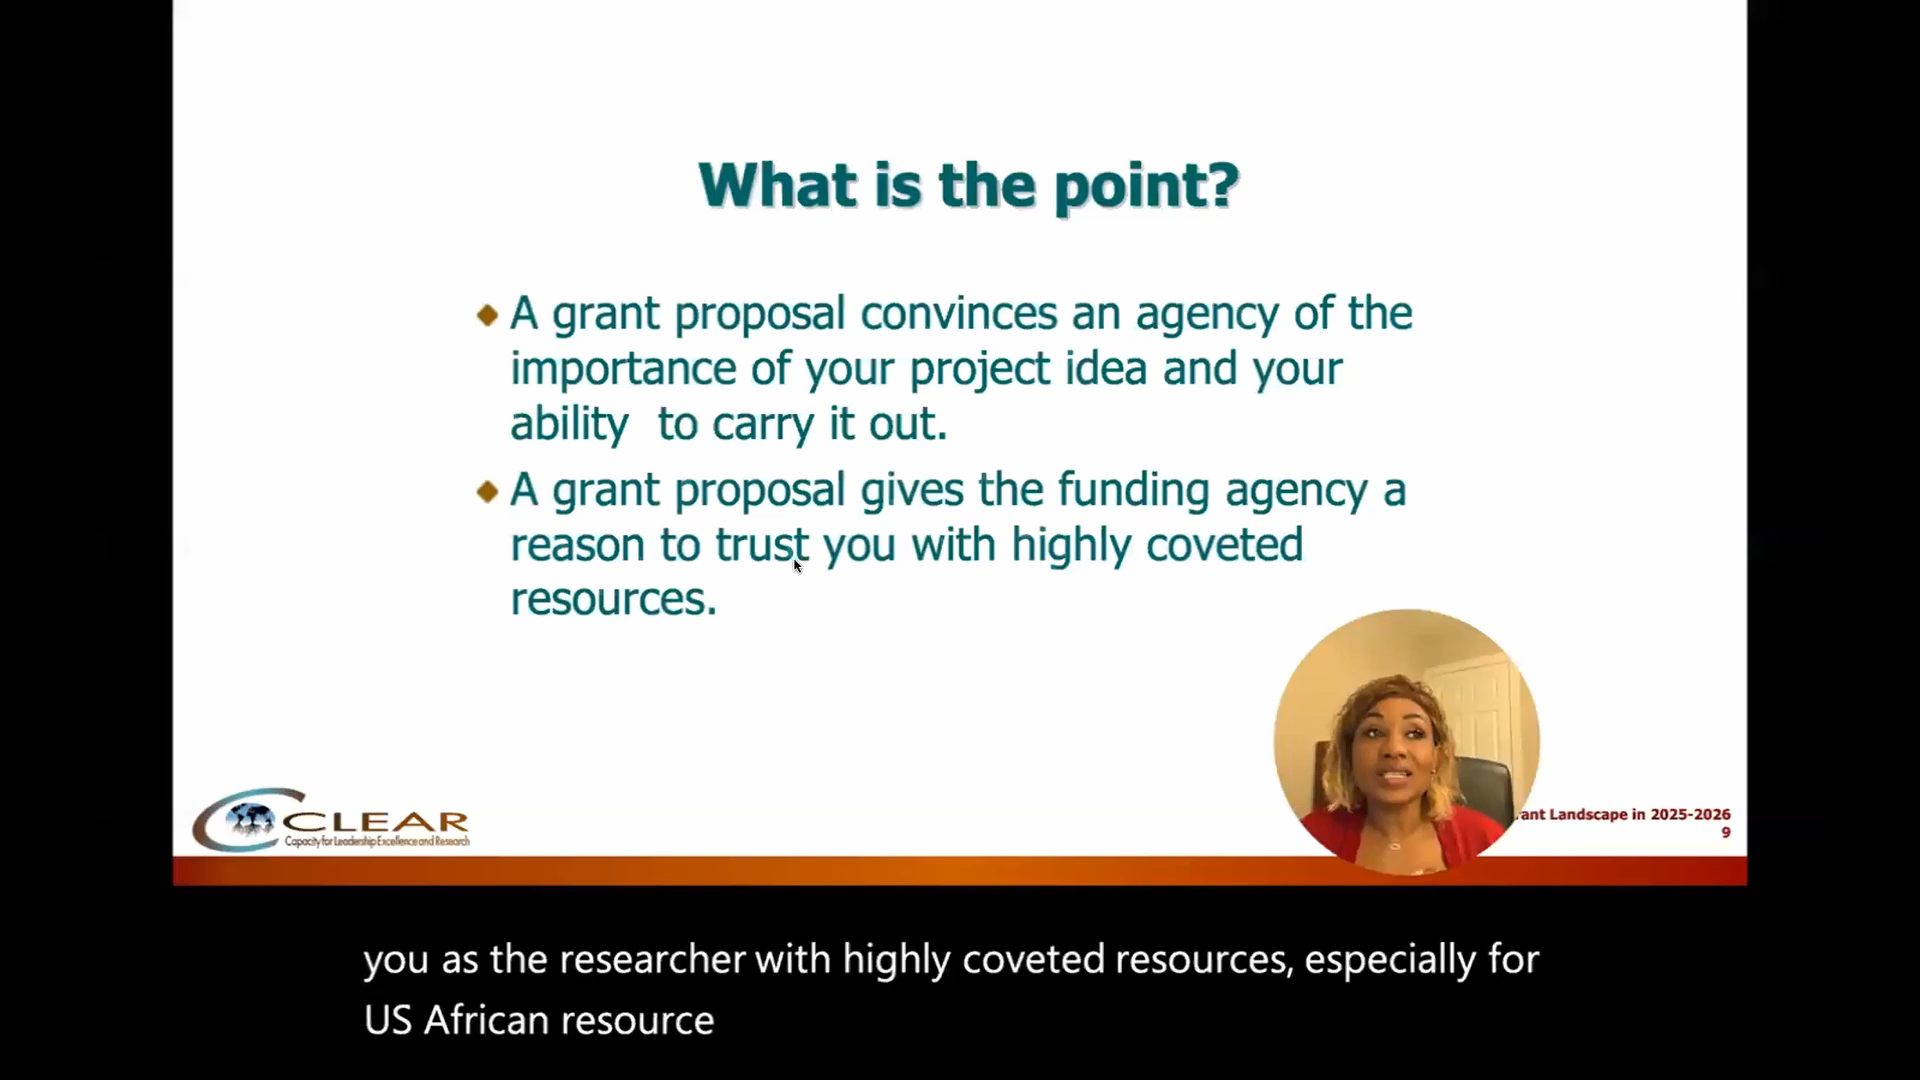 What is the point?
A grant proposal convinces an agency of the
importance of your project idea and your
ability to carry it out.
A grant proposal gives the funding agency a
reason to trust you with highly coveted
resources.
CLEAR
Capacity for Leadership Excellence and Research
ant Landscape in 2025-2026
9
you as the researcher with highly coveted resources, especially for
US African resource